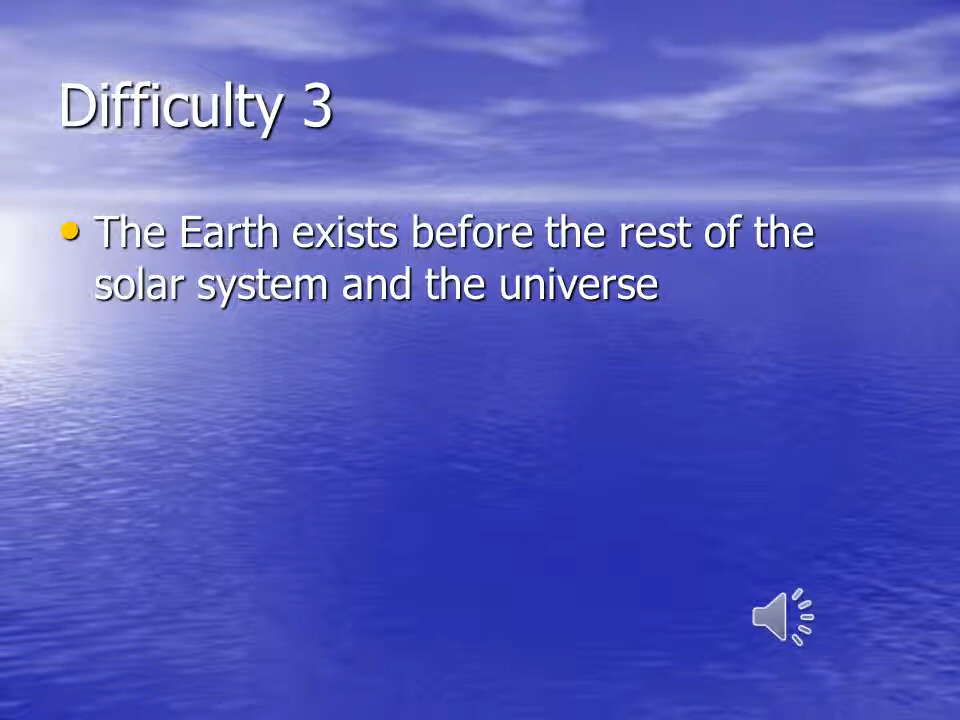 Difficulty 3
• The Earth exists before the rest of the
solar system and the universe